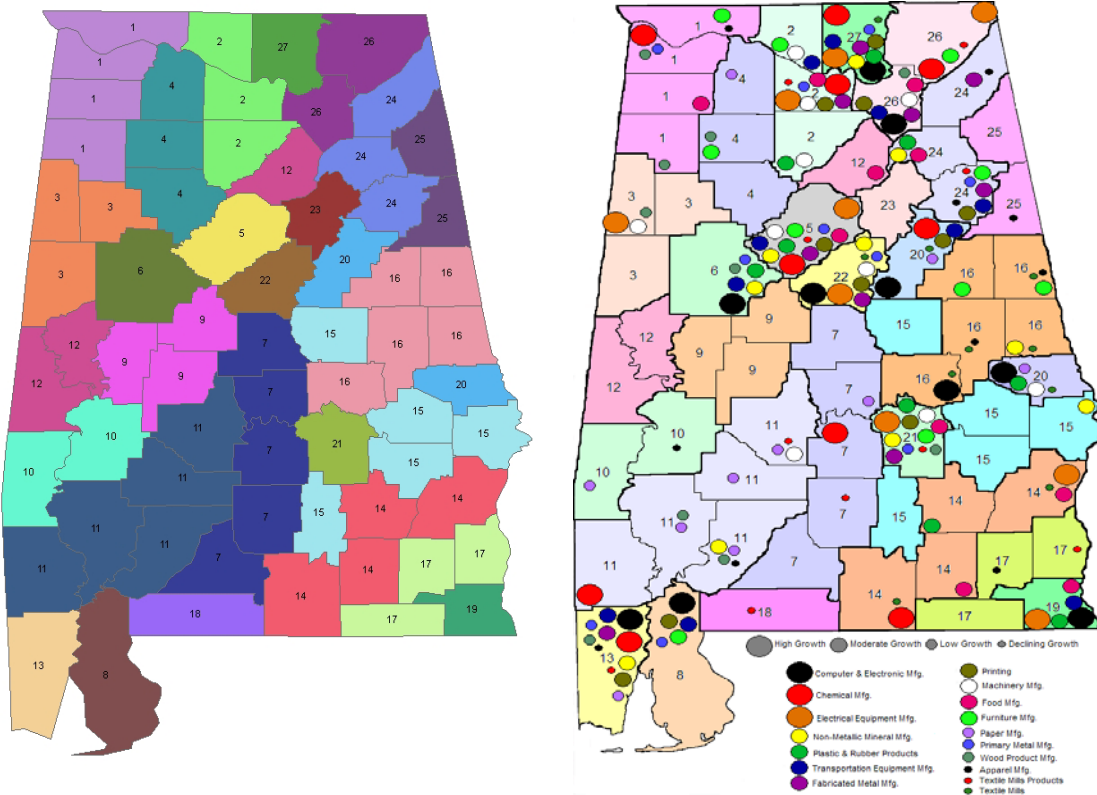 1 2 27 26
1 4 2 24
1 26
1 4 2 24 25
3 3 4 12 24 25
5 23
3 6 22 20 16 16
12 9 7 15 16 16
12 9 9 7 16 20
10 11 7 21 15 15
10 11 15
11 11 7 15 14 14
11 7 14 17 17
18 17 19
13 8
1 2 27 26
1 4 2 26 24
1 4 2 24 25
1 12 24
3 3 4 5 23 25
3 6 22 20 16 16
12 9 7 15 16 16
12 9 7 16 20
10 11 7 21 15 15
10 11 15
11 11 7 15 14 14
11 7 14 17 17
18 17 19
13 8
High Growth Moderate Growth Low Growth Declining Growth
Computer & Electronic Mfg.
Chemical Mfg.
Electrical Equipment Mfg.
Non-Metallic Mineral Mfg.
Plastic & Rubber Products
Transportation Equipment Mfg.
Fabricated Metal Mfg.
Printing
Machinery Mfg.
Food Mfg.
Furniture Mfg.
Paper Mfg.
Primary Metal Mfg.
Wood Product Mfg.
Apparel Mfg.
Textile Mills Products
Textile Mills